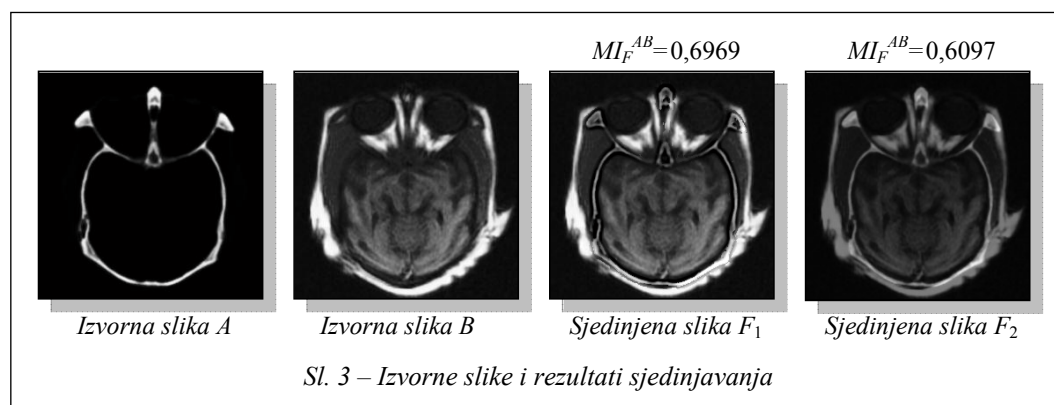 MI_F^AB=0,6969 MI_F^AB=0,6097
Izvorna slika A Izvorna slika B Sjedinjena slika F₁ Sjedinjena slika F₂
Sl. 3 – Izvorne slike i rezultati sjedinjavanja